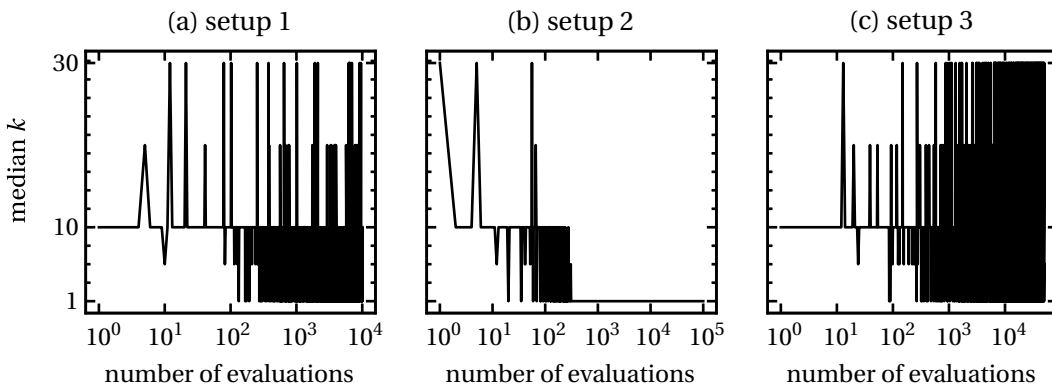 (a) setup 1
(b) setup 2
(c) setup 3
median k
30
10
1
10^0 10^1 10^2 10^3 10^4
10^0 10^1 10^2 10^3 10^4 10^5
10^0 10^1 10^2 10^3 10^4
number of evaluations
number of evaluations
number of evaluations